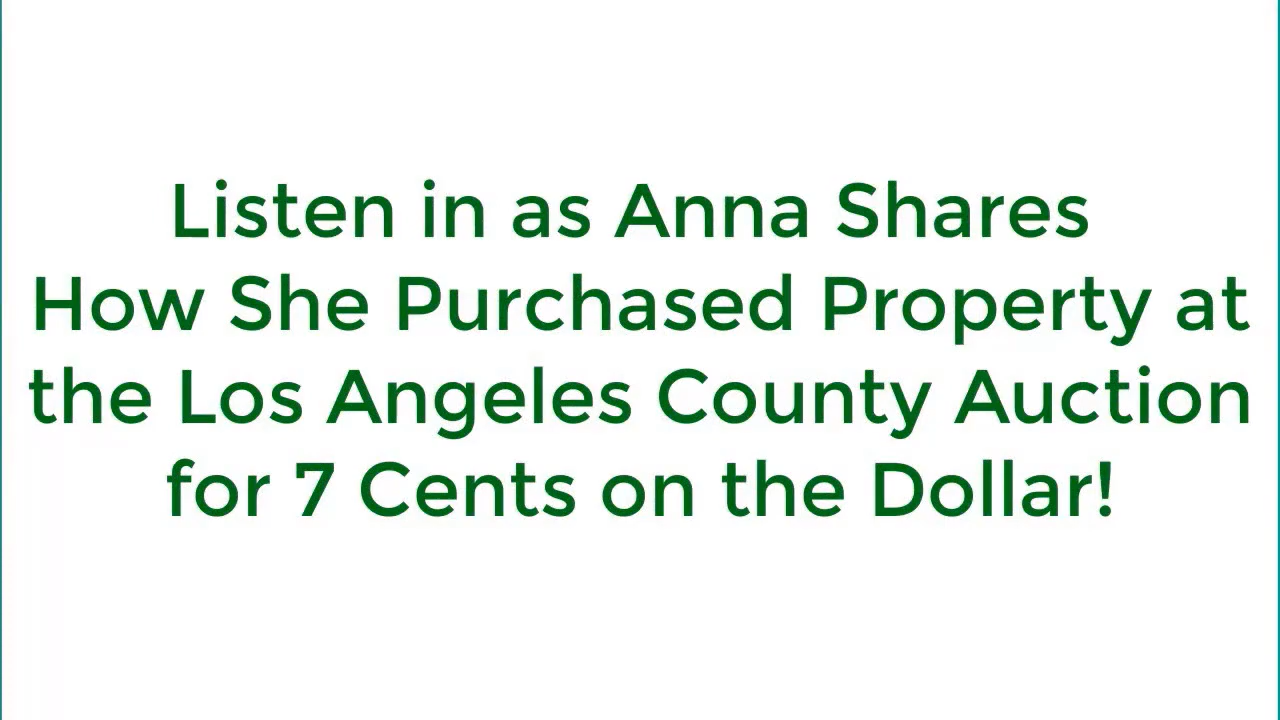 Listen in as Anna Shares
How She Purchased Property at
the Los Angeles County Auction
for 7 Cents on the Dollar!